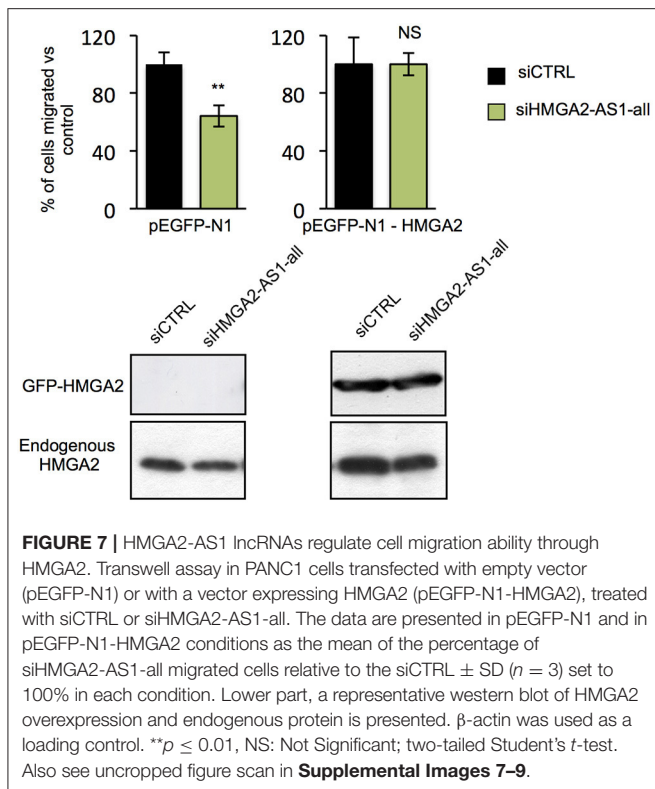 120
80
40
0
% of cells migrated vs
control
**
pEGFP-N1
120
80
40
0
NS
pEGFP-N1 - HMGA2
siCTRL
siHMGA2-AS1-all
siCTRL
siHMGA2-AS1-all
siCTRL
siHMGA2-AS1-all
GFP-HMGA2
Endogenous
HMGA2
FIGURE 7 | HMGA2-AS1 lncRNAs regulate cell migration ability through
HMGA2. Transwell assay in PANC1 cells transfected with empty vector
(pEGFP-N1) or with a vector expressing HMGA2 (pEGFP-N1-HMGA2), treated
with siCTRL or siHMGA2-AS1-all. The data are presented in pEGFP-N1 and in
pEGFP-N1-HMGA2 conditions as the mean of the percentage of
siHMGA2-AS1-all migrated cells relative to the siCTRL ± SD (n = 3) set to
100% in each condition. Lower part, a representative western blot of HMGA2
overexpression and endogenous protein is presented. β-actin was used as a
loading control. **p ≤ 0.01, NS: Not Significant; two-tailed Student's t-test.
Also see uncropped figure scan in Supplemental Images 7–9.